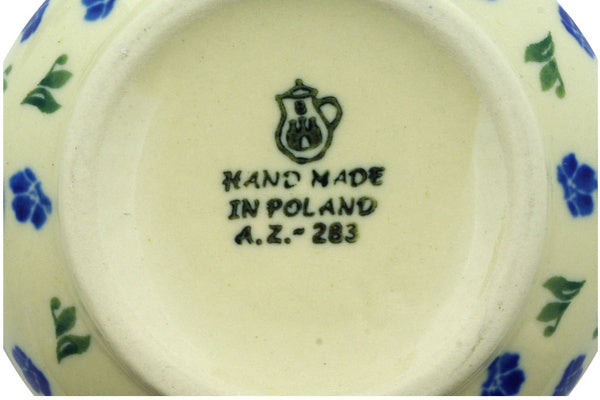 HAND MADE
IN POLAND
A.Z.- 283